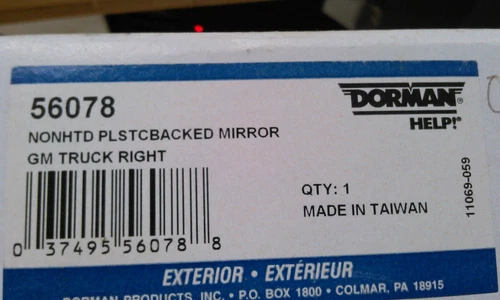 56078
NONHTD PLSTCBACKED MIRROR
GM TRUCK RIGHT
0 37495 56078 8
DORMAN®
HELP!®
QTY: 1
MADE IN TAIWAN
11069-059
EXTERIOR • EXTÉRIEUR
DORMAN PRODUCTS, INC. • P.O. BOX 1800 • COLMAR, PA 18915